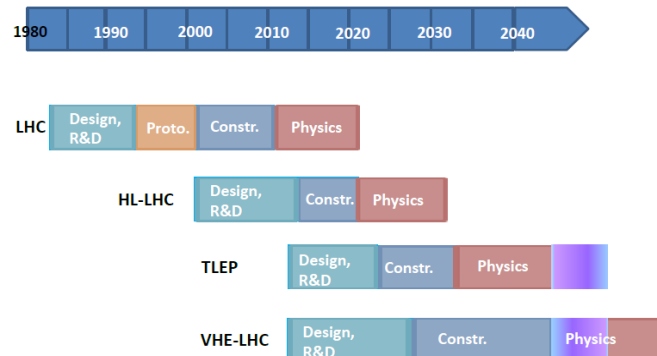 1980 1990 2000 2010 2020 2030 2040
LHC Design, Proto. Constr. Physics
R&D
HL-LHC Design, Constr. Physics
R&D
TLEP Design, Constr. Physics
R&D
VHE-LHC Design, Constr. Physics
R&D